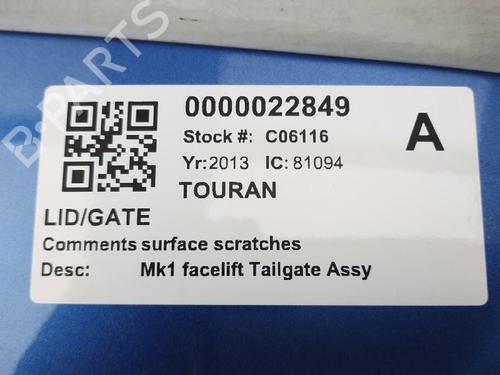 0000022849
Stock #: C06116
A
Yr:2013 IC:81094
TOURAN
LID/GATE
Comments surface scratches
Desc: Mk1 facelift Tailgate Assy
B-PARTS